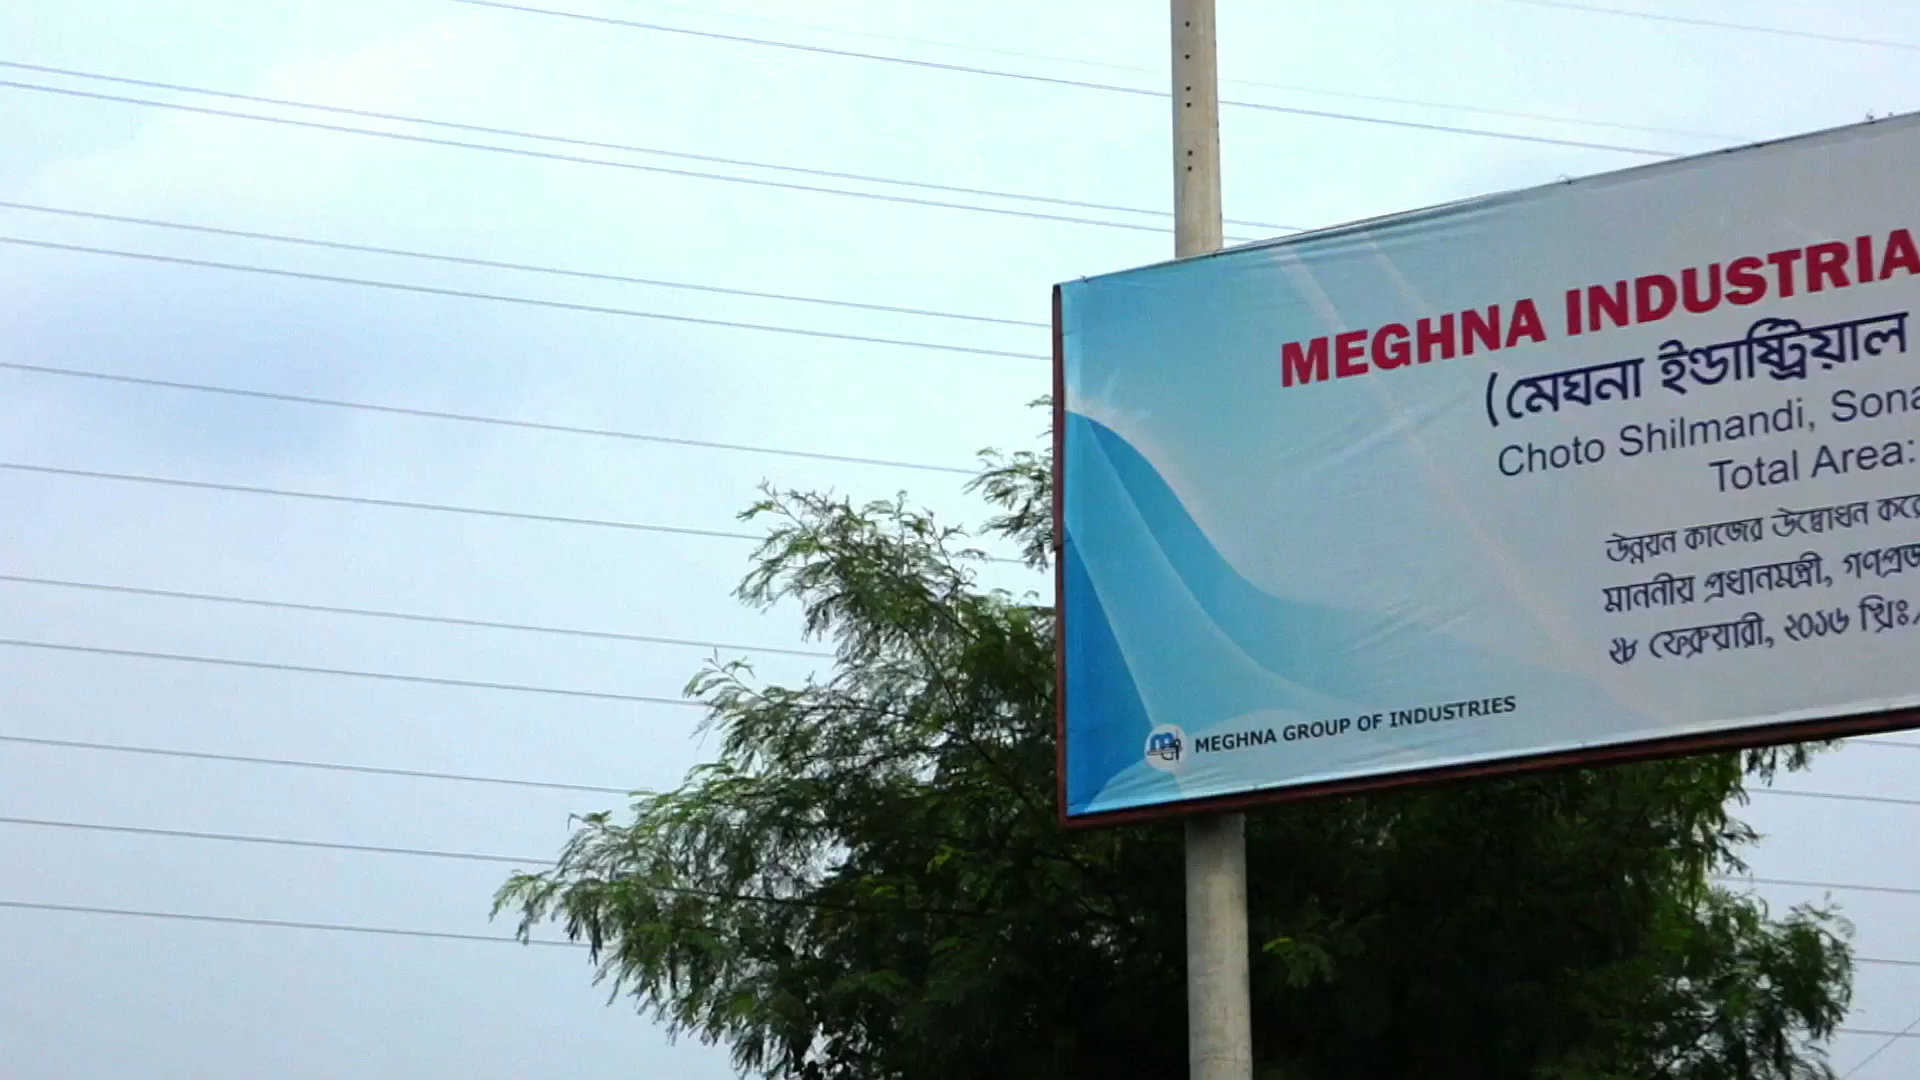 MEGHNA INDUSTRIA
(মেঘনা ইন্ডাষ্ট্রিয়াল
Choto Shilmandi, Sona
Total Area:
উন্নয়ন কাজের উদ্বোধন করে
মাননীয় প্রধানমন্ত্রী, গণপ্রজ
২৮ ফেব্রুয়ারী, ২০১৬ খ্রিঃ
MEGHNA GROUP OF INDUSTRIES